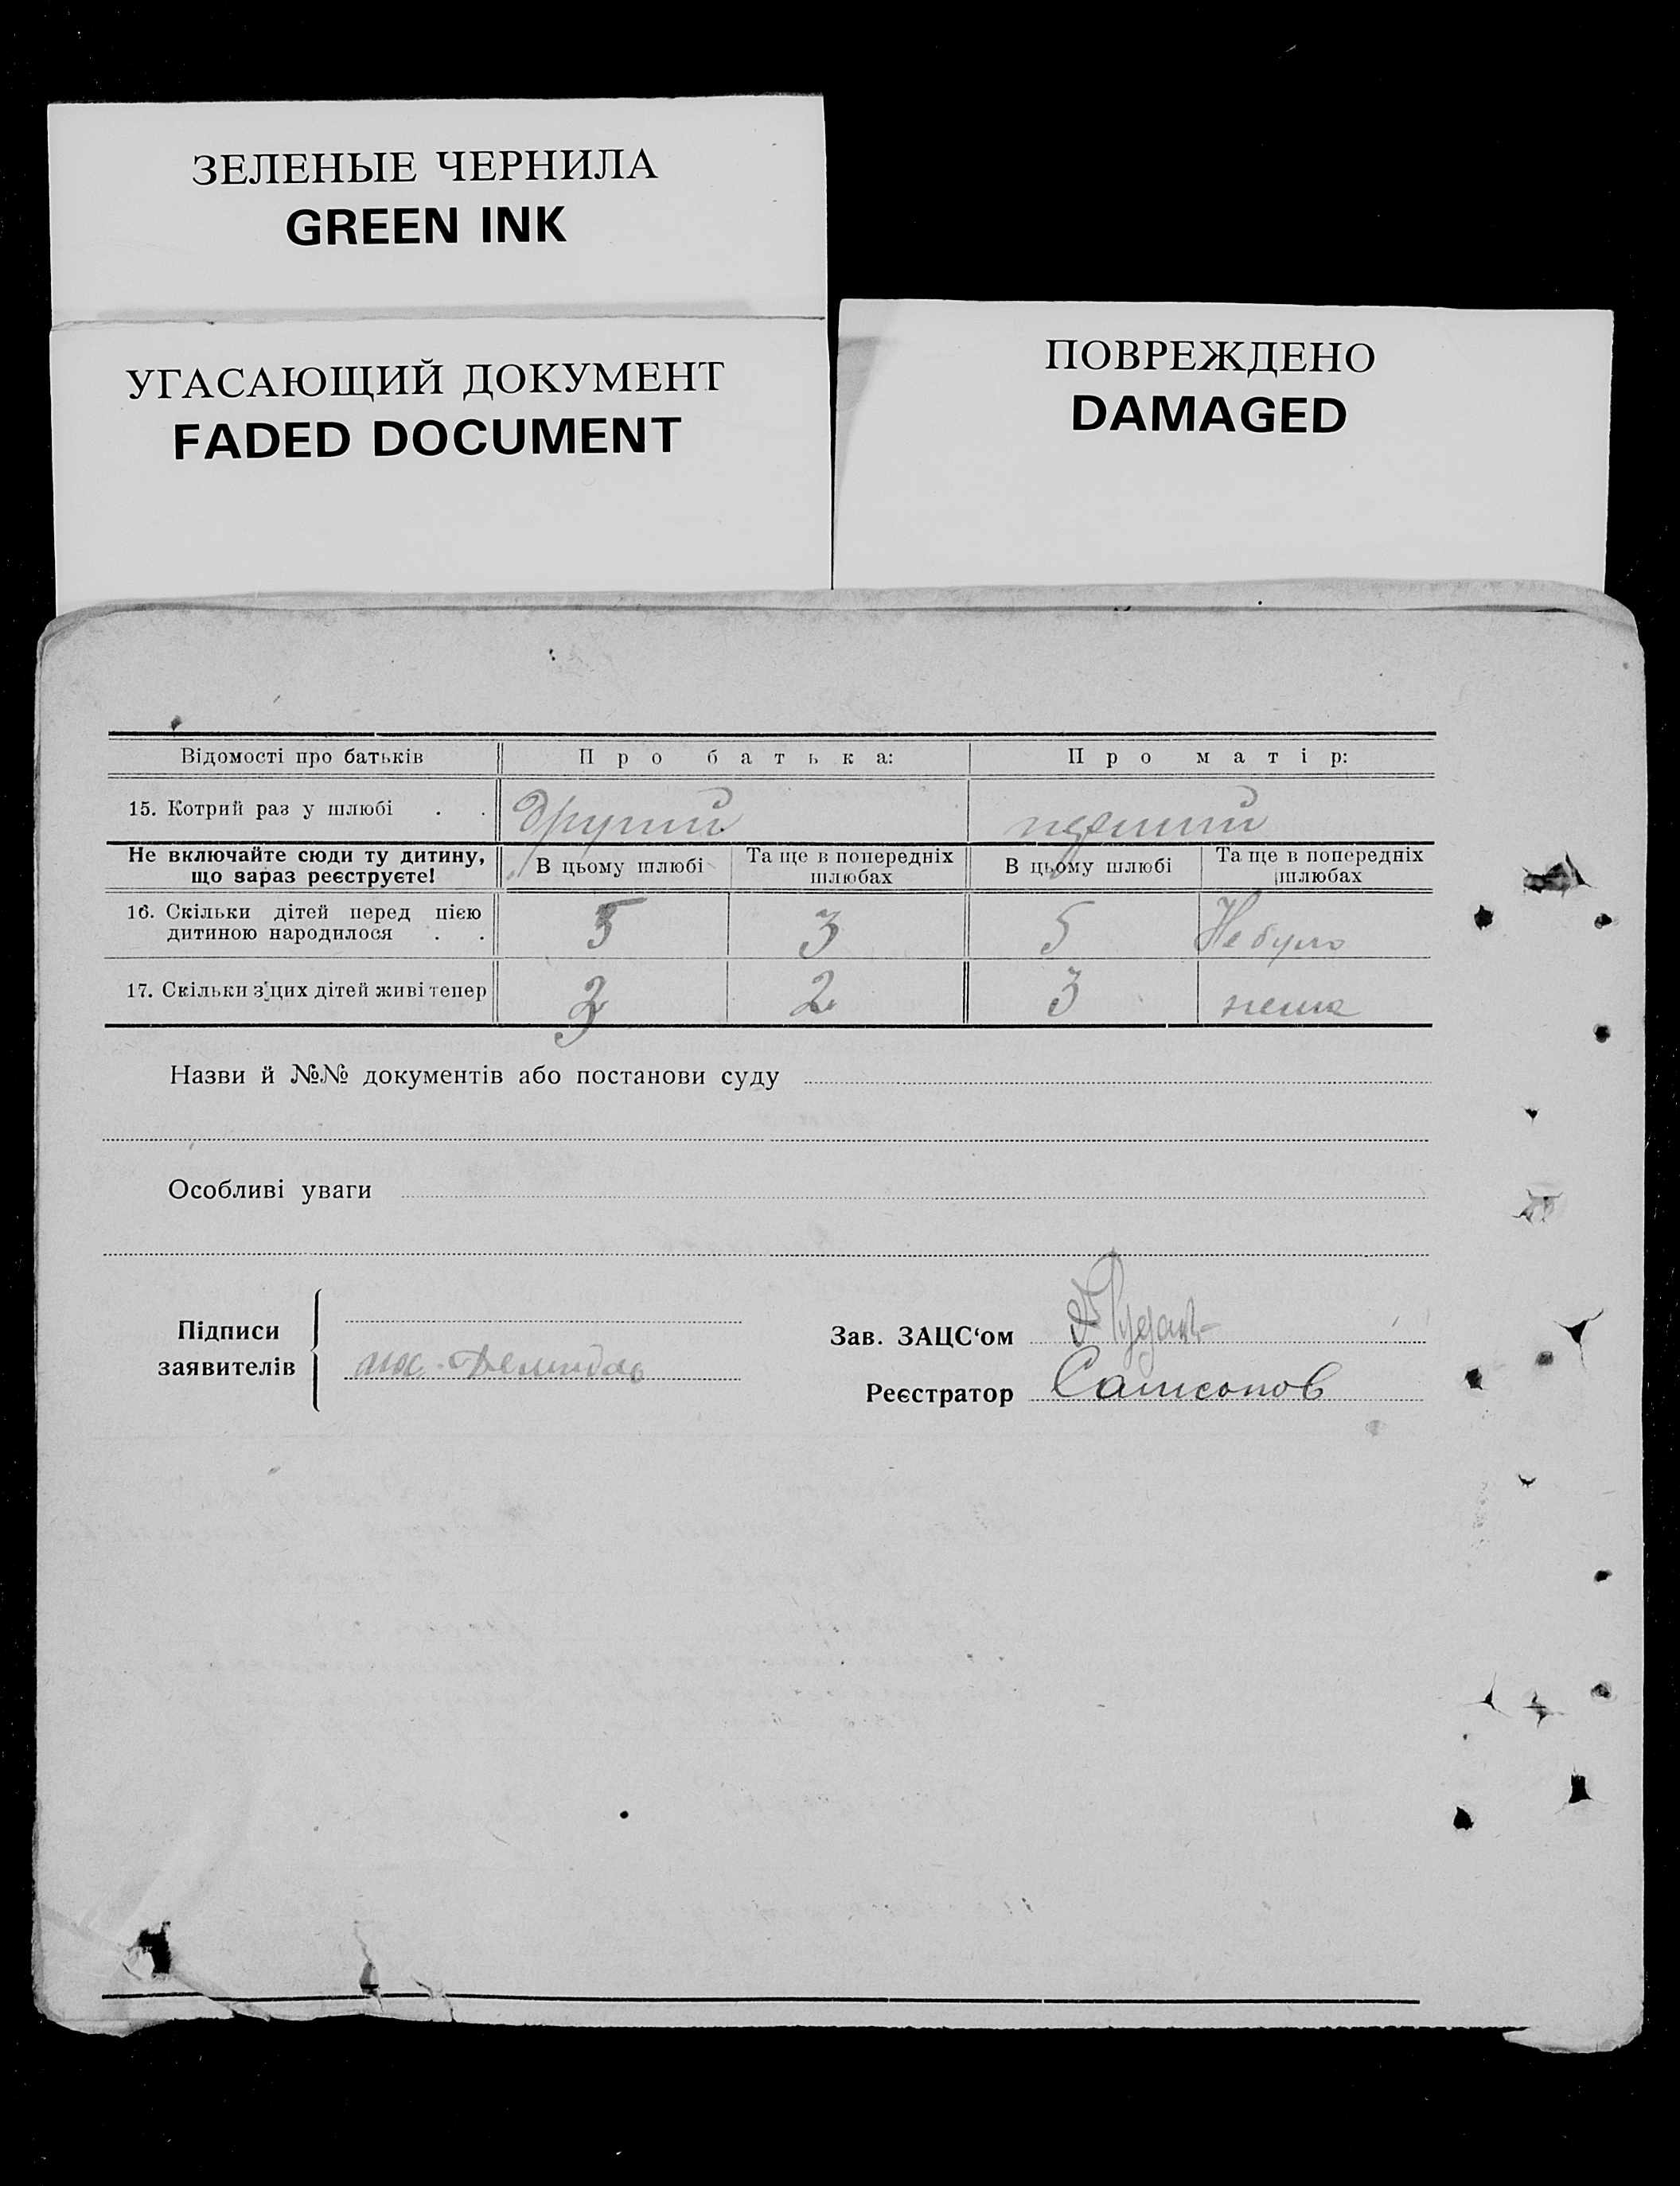 ЗЕЛЕНЫЕ ЧЕРНИЛА
GREEN INK
УГАСАЮЩИЙ ДОКУМЕНТ
FADED DOCUMENT
ПОВРЕЖДЕНО
DAMAGED
Відомості про батьків Про батька: Про матір:
15. Котрий раз у шлюбі . . другий перший
Не включайте сюди ту дитину, що зараз реєструєте! В цьому шлюбі Та ще в попередніх шлюбах В цьому шлюбі Та ще в попередніх шлюбах
16. Скільки дітей перед цією дитиною народилося . . 5 3 5 Не було
17. Скільки з цих дітей живі тепер 3 2 3 нема
Назви й №№ документів або постанови суду
Особливі уваги
Підписи заявителів
Зав. ЗАЦС'ом
Реєстратор Самсонов